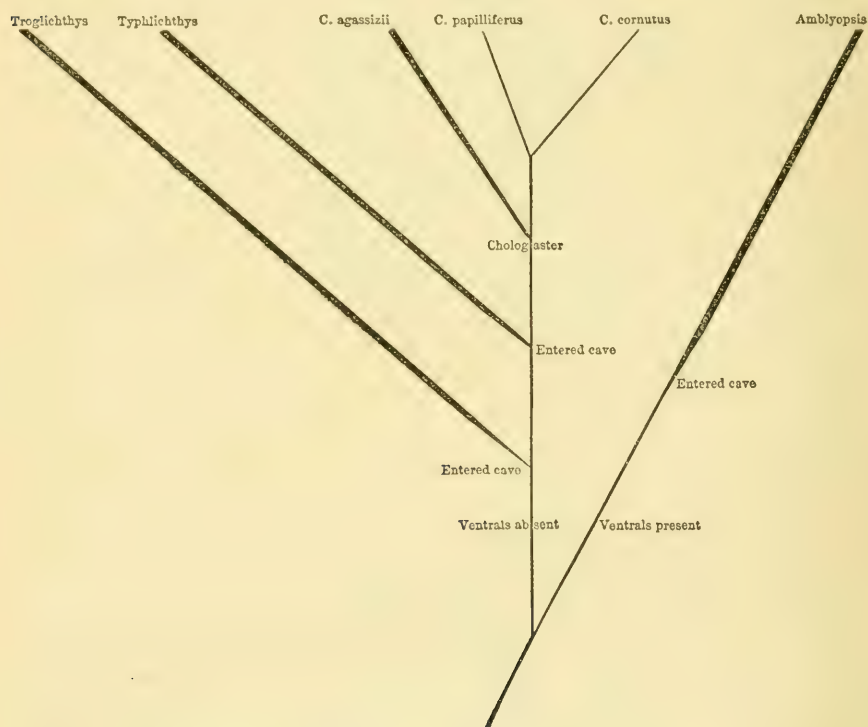 Troglichthys Typhlichthys C. agassizii C. papilliferus C. cornutus Amblyopsis
Chologaster
Entered cave
Entered cave
Entered cave
Ventrals absent Ventrals present